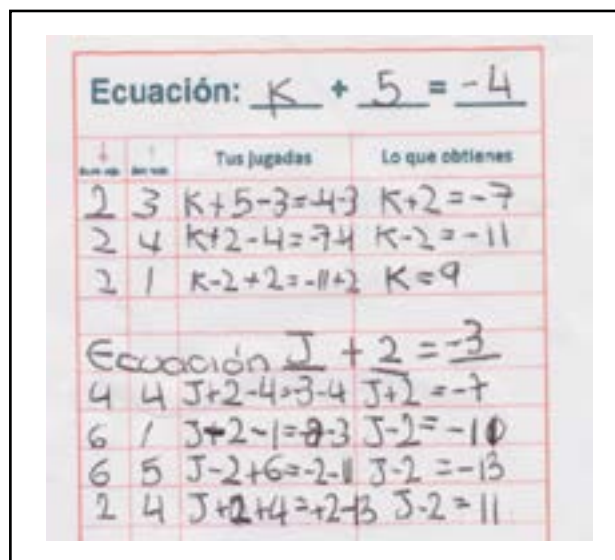 Ecuación: K + 5 = -4
Tus jugadas Lo que obtienes
2 3 K+5-3=-4-3 K+2=-7
2 4 K+2-4=-7-4 K-2=-11
2 1 K-2+2=-11+2 K=9
Ecuación J + 2 = -3
4 4 J+2-4=-3-4 J+2=-7
6 1 J+2-1= -3 J-2=-10
6 5 J-2+6=-2-11 J-2=-13
2 4 J+2+4=+2-13 J-2=11